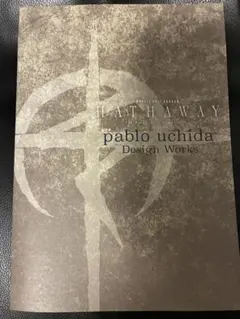 HATHAWAY
pablo uchida
Design Works